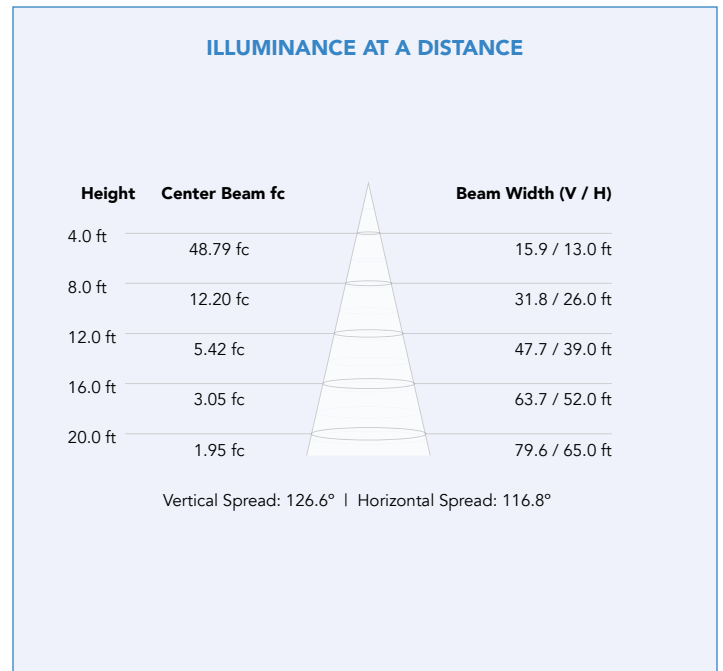 ILLUMINANCE AT A DISTANCE
Height Center Beam fc Beam Width (V / H)
4.0 ft
48.79 fc 15.9 / 13.0 ft
8.0 ft
12.20 fc 31.8 / 26.0 ft
12.0 ft
5.42 fc 47.7 / 39.0 ft
16.0 ft
3.05 fc 63.7 / 52.0 ft
20.0 ft
1.95 fc 79.6 / 65.0 ft
Vertical Spread: 126.6º | Horizontal Spread: 116.8º